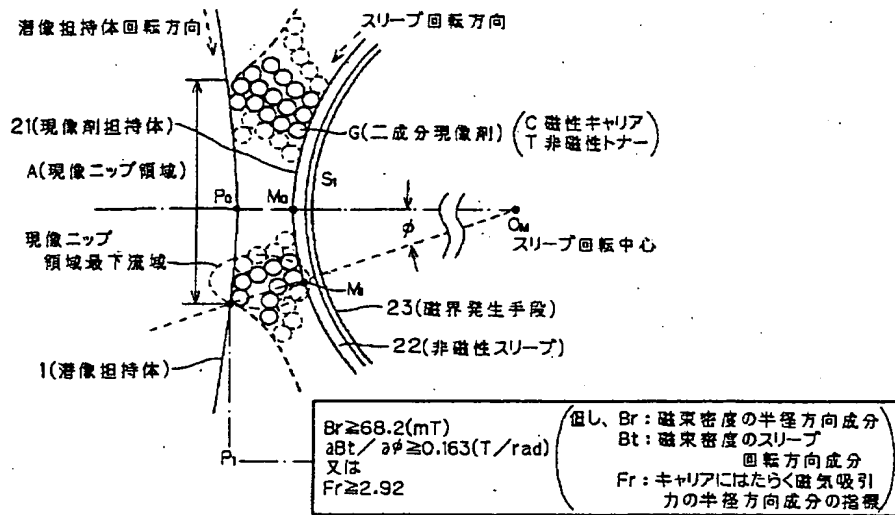 潜像担持体回転方向
スリーブ回転方向
21(現像剤担持体)
G(二成分現像剤)
(C 磁性キャリア
T 非磁性トナー)
A(現像ニップ領域)
S1
P0
M0
OM
φ
スリーブ回転中心
現像ニップ
領域最下流域
M1
23(磁界発生手段)
22(非磁性スリーブ)
1(潜像担持体)
P1
Br≧68.2(mT)
∂Bt/∂φ≧0.163(T/rad)
又は
Fr≧2.92
(但し、Br:磁束密度の半径方向成分
Bt:磁束密度のスリーブ
回転方向成分
Fr:キャリアにはたらく磁気吸引
力の半径方向成分の指標)